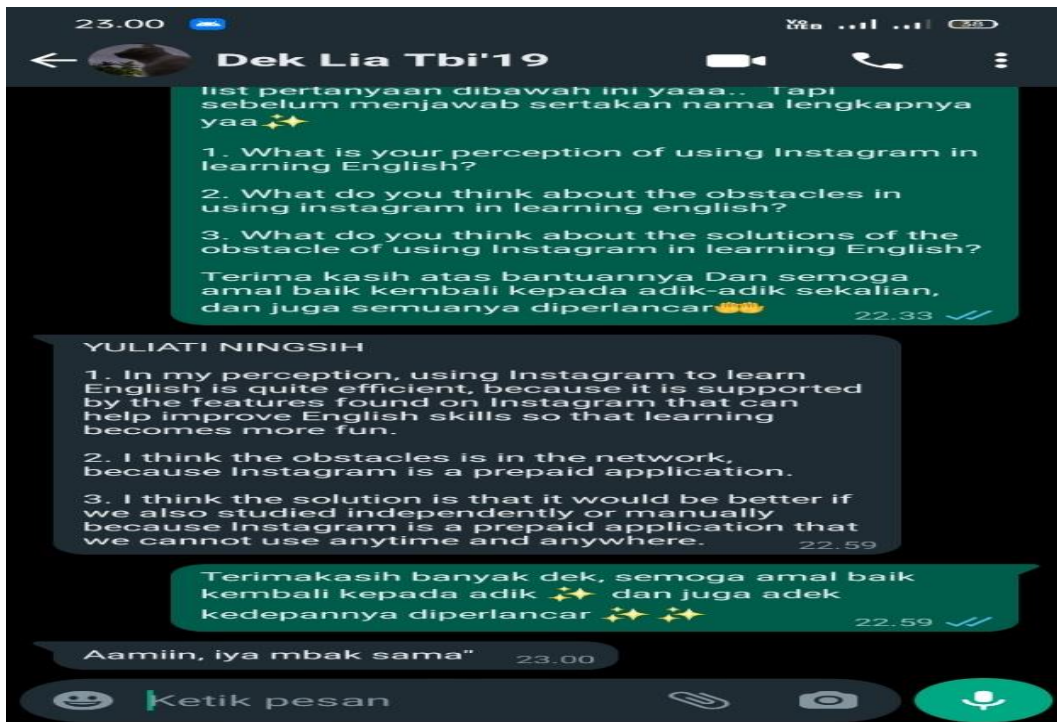 23.00
Vo LTE 38
Dek Lia Tbi'19
list pertanyaan dibawah ini yaaa.. Tapi
sebelum menjawab sertakan nama lengkapnya
yaa✨
1. What is your perception of using Instagram in
learning English?
2. What do you think about the obstacles in
using instagram in learning english?
3. What do you think about the solutions of the
obstacle of using Instagram in learning English?
Terima kasih atas bantuannya Dan semoga
amal baik kembali kepada adik-adik sekalian,
dan juga semuanya diperlancar🤲
22.33
YULIATI NINGSIH
1. In my perception, using Instagram to learn
English is quite efficient, because it is supported
by the features found on Instagram that can
help improve English skills so that learning
becomes more fun.
2. I think the obstacles is in the network,
because Instagram is a prepaid application.
3. I think the solution is that it would be better if
we also studied independently or manually
because Instagram is a prepaid application that
we cannot use anytime and anywhere.
22.59
Terimakasih banyak dek, semoga amal baik
kembali kepada adik ✨ dan juga adek
kedepannya diperlancar ✨ ✨
22.59
Aamiin, iya mbak sama"
23.00
Ketik pesan